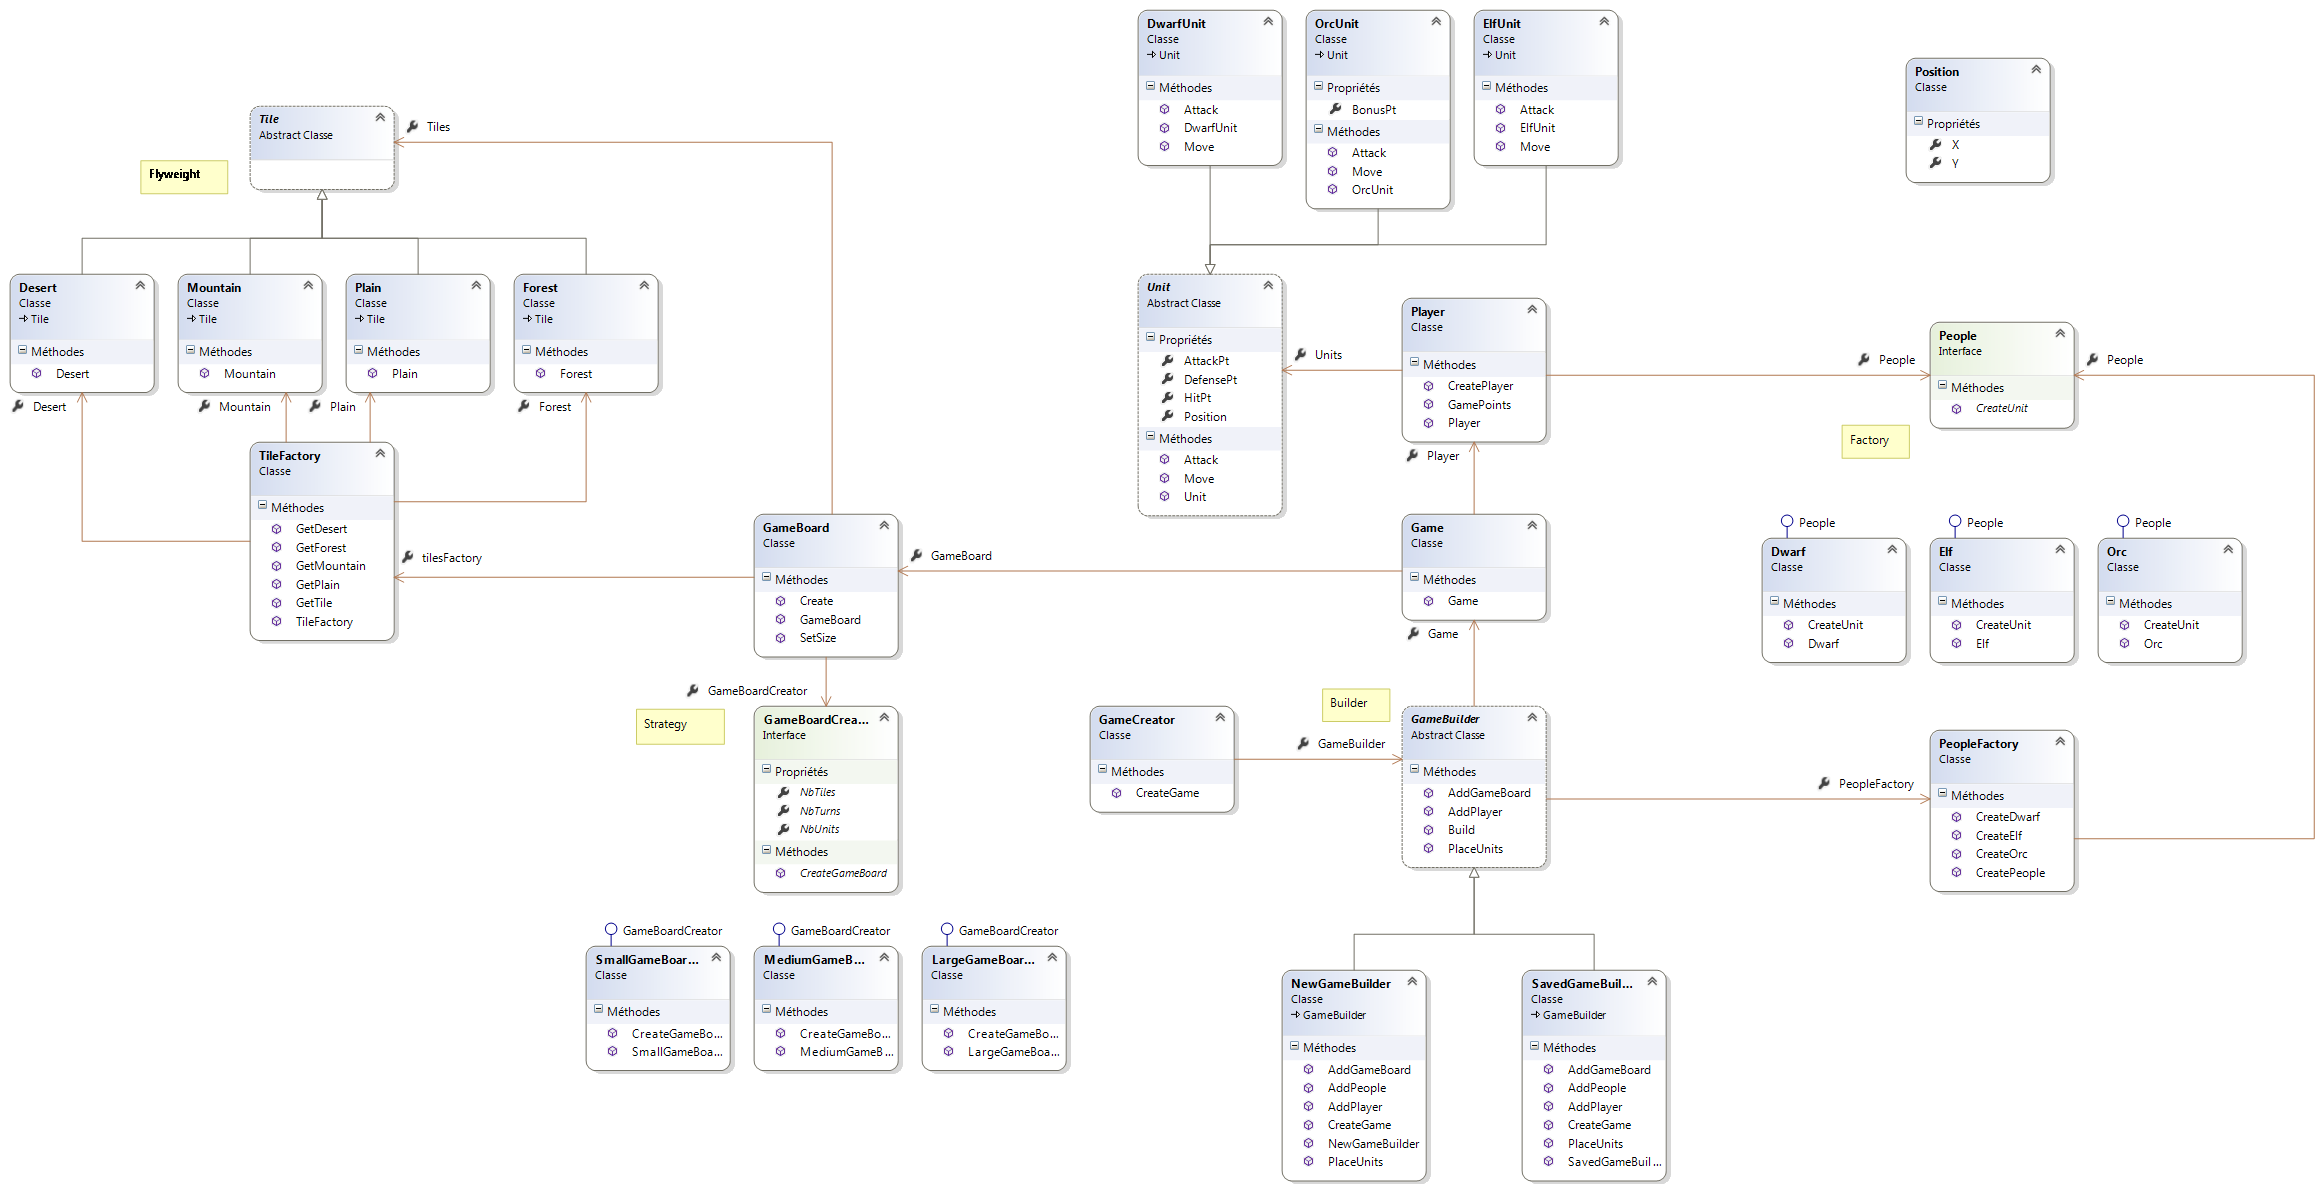 DwarfUnit
Classe
Unit
Méthodes
Attack
DwarfUnit
Move
OrcUnit
Classe
Unit
Propriétés
BonusPt
Méthodes
Attack
Move
OrcUnit
ElfUnit
Classe
Unit
Méthodes
Attack
ElfUnit
Move
Position
Classe
Propriétés
X
Y
Tile
Abstract Classe
Tiles
Flyweight
Desert
Classe
Tile
Méthodes
Desert
Mountain
Classe
Tile
Méthodes
Mountain
Plain
Classe
Tile
Méthodes
Plain
Forest
Classe
Tile
Méthodes
Forest
Desert
Mountain
Plain
Forest
TileFactory
Classe
Méthodes
GetDesert
GetForest
GetMountain
GetPlain
GetTile
TileFactory
tilesFactory
Unit
Abstract Classe
Propriétés
AttackPt
DefensePt
HitPt
Position
Méthodes
Attack
Move
Unit
Units
Player
Classe
Méthodes
CreatePlayer
GamePoints
Player
Player
People
People
Interface
Méthodes
CreateUnit
People
Factory
GameBoard
Classe
Méthodes
Create
GameBoard
SetSize
GameBoard
Game
Classe
Méthodes
Game
Game
People
Dwarf
Classe
Méthodes
CreateUnit
Dwarf
People
Elf
Classe
Méthodes
CreateUnit
Elf
People
Orc
Classe
Méthodes
CreateUnit
Orc
GameBoardCreator
Strategy
GameBoardCrea...
Interface
Propriétés
NbTiles
NbTurns
NbUnits
Méthodes
CreateGameBoard
GameCreator
Classe
Méthodes
CreateGame
Builder
GameBuilder
GameBuilder
Abstract Classe
Méthodes
AddGameBoard
AddPlayer
Build
PlaceUnits
PeopleFactory
PeopleFactory
Classe
Méthodes
CreateDwarf
CreateElf
CreateOrc
CreatePeople
GameBoardCreator
SmallGameBoar...
Classe
Méthodes
CreateGameBo...
SmallGameBoa...
GameBoardCreator
MediumGameB...
Classe
Méthodes
CreateGameBo...
MediumGameB...
GameBoardCreator
LargeGameBoar...
Classe
Méthodes
CreateGameBo...
LargeGameBoa...
NewGameBuilder
Classe
GameBuilder
Méthodes
AddGameBoard
AddPeople
AddPlayer
CreateGame
NewGameBuilder
PlaceUnits
SavedGameBuil...
Classe
GameBuilder
Méthodes
AddGameBoard
AddPeople
AddPlayer
CreateGame
PlaceUnits
SavedGameBuil...